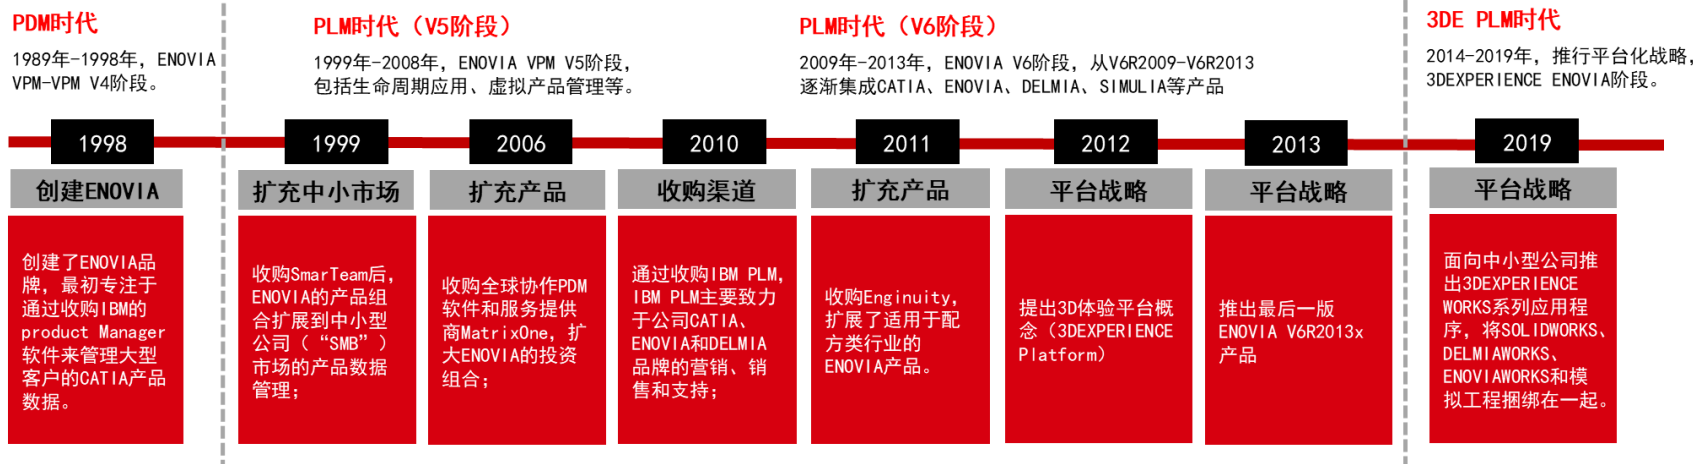 PDM时代
1989年-1998年，ENOVIA
VPM-VPM V4阶段。
PLM时代（V5阶段）
1999年-2008年，ENOVIA VPM V5阶段，
包括生命周期应用、虚拟产品管理等。
PLM时代（V6阶段）
2009年-2013年，ENOVIA V6阶段，从V6R2009-V6R2013
逐渐集成CATIA、ENOVIA、DELMIA、SIMULIA等产品
3DE PLM时代
2014-2019年，推行平台化战略，
3DEXPERIENCE ENOVIA阶段。
1998
创建ENOVIA
创建了ENOVIA品
牌，最初专注于
通过收购IBM的
product Manager
软件来管理大型
客户的CATIA产品
数据。
1999
扩充中小市场
收购SmarTeam后，
ENOVIA的产品组
合扩展到中小型
公司（“SMB”）
市场的产品数据
管理；
2006
扩充产品
收购全球协作PDM
软件和服务提供
商MatrixOne，扩
大ENOVIA的投资
组合；
2010
收购渠道
通过收购IBM PLM，
IBM PLM主要致力
于公司CATIA、
ENOVIA和DELMIA
品牌的营销、销
售和支持；
2011
扩充产品
收购Enginuity，
扩展了适用于配
方类行业的
ENOVIA产品。
2012
平台战略
提出3D体验平台概
念（3DEXPERIENCE
Platform）
2013
平台战略
推出最后一版
ENOVIA V6R2013x
产品
2019
平台战略
面向中小型公司推
出3DEXPERIENCE
WORKS系列应用程
序，将SOLIDWORKS、
DELMIAWORKS、
ENOVIAWORKS和模
拟工程捆绑在一起。